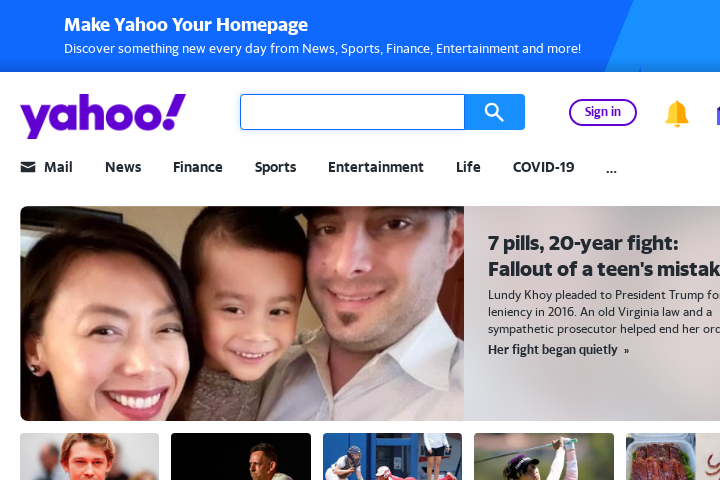 Make Yahoo Your Homepage
Discover something new every day from News, Sports, Finance, Entertainment and more!
yahoo!
Sign in
Mail
News
Finance
Sports
Entertainment
Life
COVID-19
...
7 pills, 20-year fight:
Fallout of a teen's mistak
Lundy Khoy pleaded to President Trump fo
leniency in 2016. An old Virginia law and a
sympathetic prosecutor helped end her ord
Her fight began quietly »